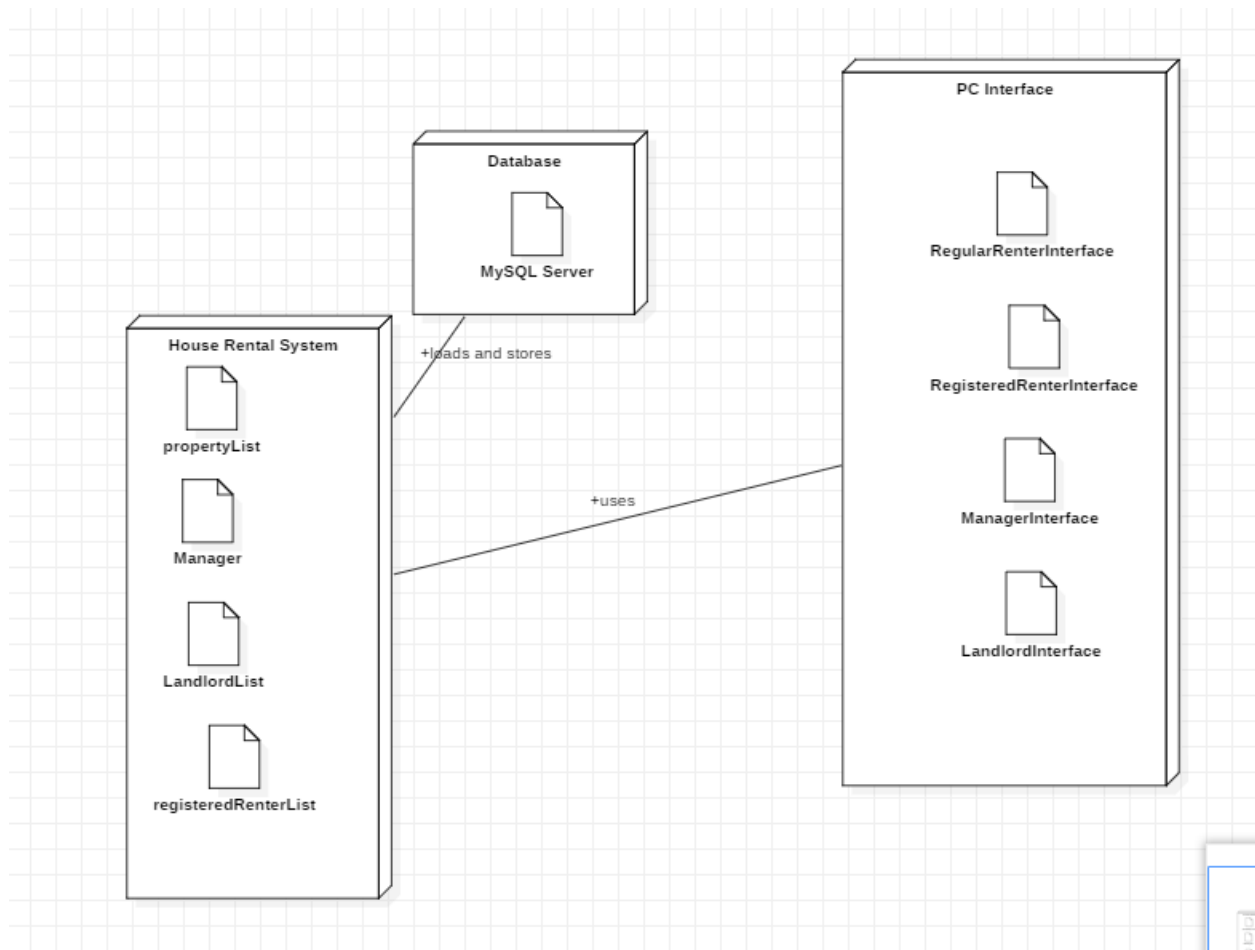 PC Interface
RegularRenterInterface
RegisteredRenterInterface
ManagerInterface
LandlordInterface
Database
MySQL Server
+loads and stores
+uses
House Rental System
propertyList
Manager
LandlordList
registeredRenterList